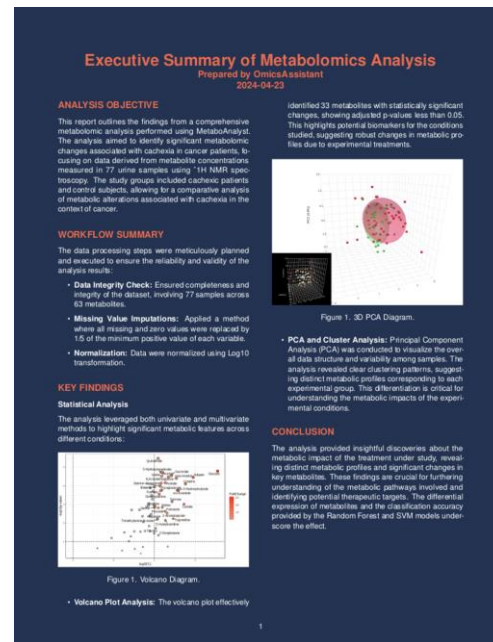 Executive Summary of Metabolomics Analysis
Prepared by OmicsAssistant
2024-04-23
ANALYSIS OBJECTIVE
This report outlines the findings from a comprehensive
metabolomic analysis performed using MetaboAnalyst.
The analysis aimed to identify significant metabolomic
changes associated with cachexia in cancer patients, fo-
cusing on data derived from metabolite concentrations
measured in 77 urine samples using ˆ1H NMR spec-
troscopy. The study groups included cachexic patients
and control subjects, allowing for a comparative analysis
of metabolic alterations associated with cachexia in the
context of cancer.
WORKFLOW SUMMARY
The data processing steps were meticulously planned
and executed to ensure the reliability and validity of the
analysis results:
• Data Integrity Check: Ensured completeness and
integrity of the dataset, involving 77 samples across
63 metabolites.
• Missing Value Imputations: Applied a method
where all missing and zero values were replaced by
1/5 of the minimum positive value of each variable.
• Normalization: Data were normalized using Log10
transformation.
KEY FINDINGS
Statistical Analysis
The analysis leveraged both univariate and multivariate
methods to highlight significant metabolic features across
different conditions:
Figure 1. Volcano Diagram.
• Volcano Plot Analysis: The volcano plot effectively
identified 33 metabolites with statistically significant
changes, showing adjusted p-values less than 0.05.
This highlights potential biomarkers for the conditions
studied, suggesting robust changes in metabolic pro-
files due to experimental treatments.
Figure 1. 3D PCA Diagram.
• PCA and Cluster Analysis: Principal Component
Analysis (PCA) was conducted to visualize the over-
all data structure and variability among samples. The
analysis revealed clear clustering patterns, suggest-
ing distinct metabolic profiles corresponding to each
experimental group. This differentiation is critical for
understanding the metabolic impacts of the experi-
mental conditions.
CONCLUSION
The analysis provided insightful discoveries about the
metabolic impact of the treatment under study, reveal-
ing distinct metabolic profiles and significant changes in
key metabolites. These findings are crucial for furthering
understanding of the metabolic pathways involved and
identifying potential therapeutic targets. The differential
expression of metabolites and the classification accuracy
provided by the Random Forest and SVM models under-
score the effect.
1